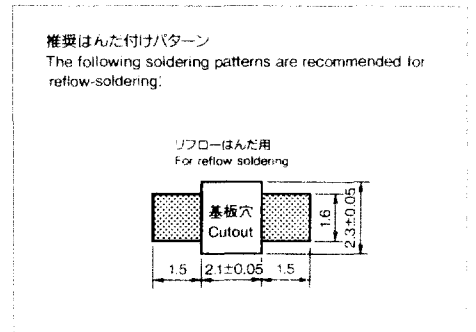 推奨はんだ付けパターン
The following soldering patterns are recommended for
reflow-soldering:
リフローはんだ用
For reflow soldering
基板穴
Cutout
1.6
2.3±0.05
1.5
2.1±0.05
1.5